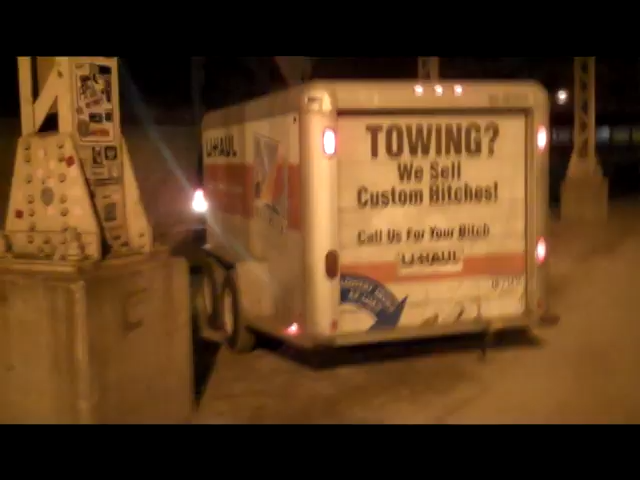 U-HAUL
TOWING?
We Sell
Custom Bitches!
Call Us For Your Bitch
U-HAUL